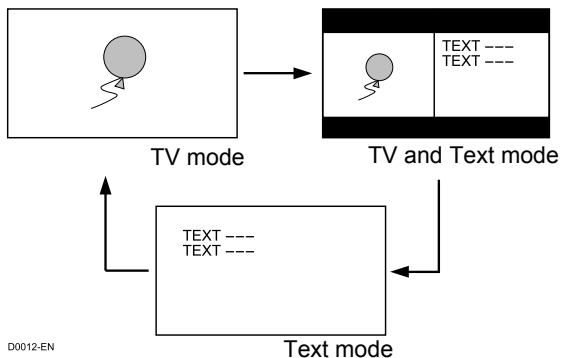 TEXT ---
TEXT ---
TV mode
TV and Text mode
TEXT ---
TEXT ---
D0012-EN
Text mode